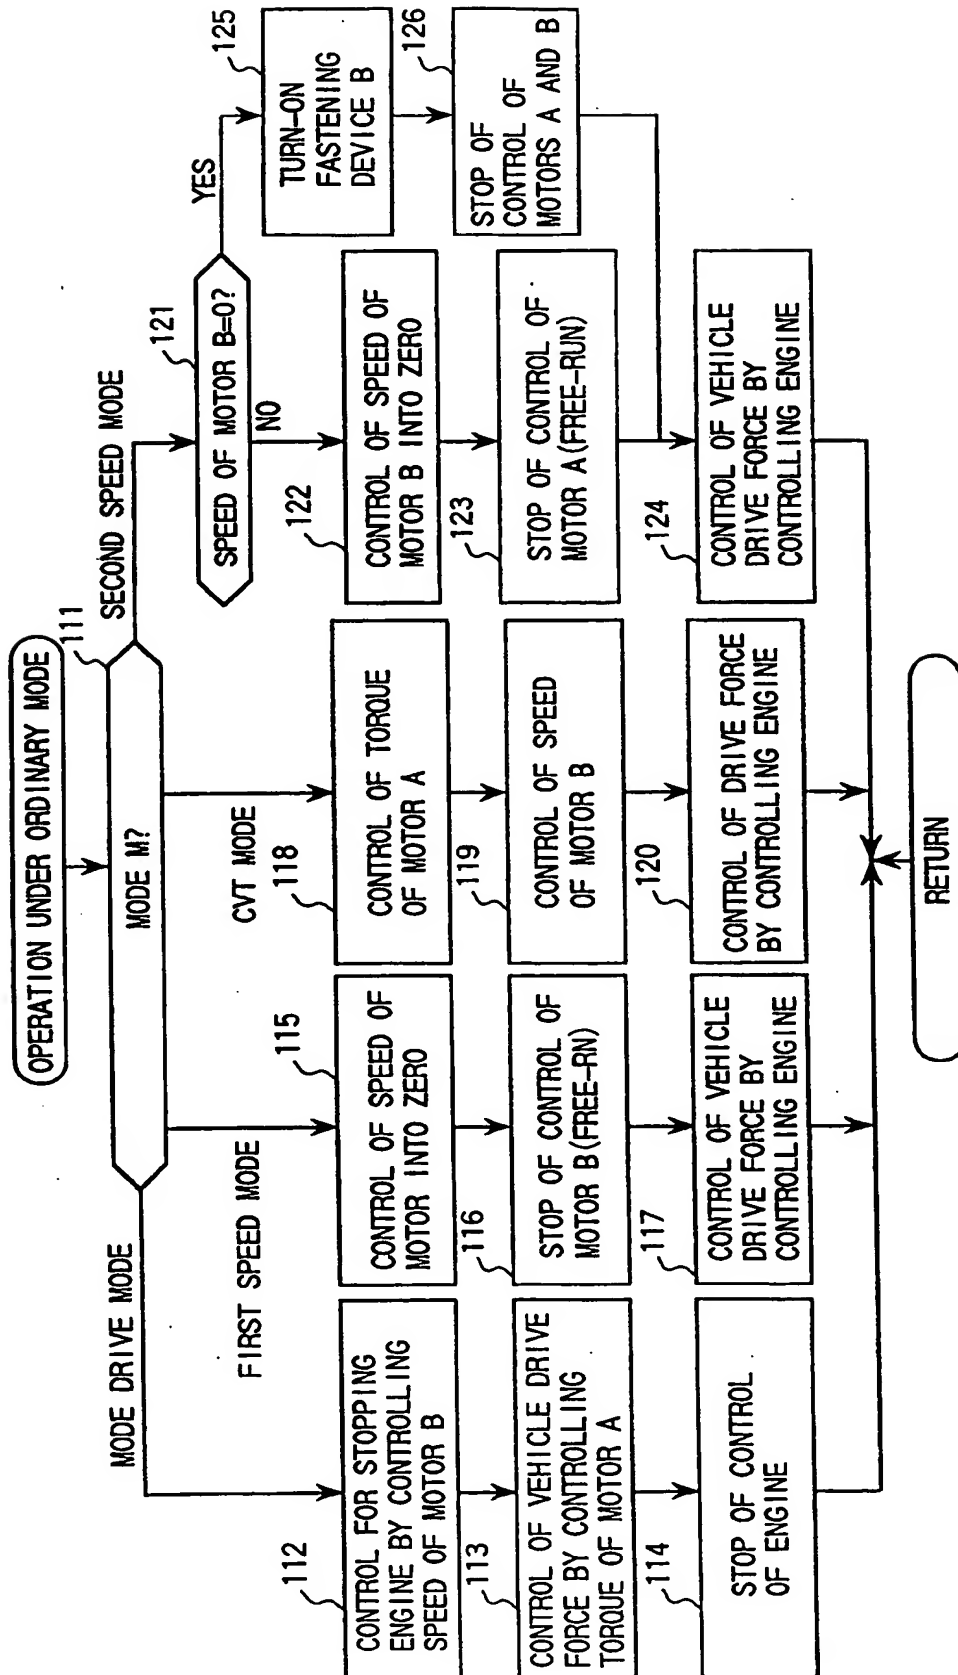 OPERATION UNDER ORDINARY MODE
111
MODE M?
MODE DRIVE MODE
FIRST SPEED MODE
CVT MODE
SECOND SPEED MODE
112
CONTROL FOR STOPPING
ENGINE BY CONTROLLING
SPEED OF MOTOR B
113
CONTROL OF VEHICLE DRIVE
FORCE BY CONTROLLING
TORQUE OF MOTOR A
114
STOP OF CONTROL
OF ENGINE
115
CONTROL OF SPEED OF
MOTOR INTO ZERO
116
STOP OF CONTROL OF
MOTOR B(FREE-RN)
117
CONTROL OF VEHICLE
DRIVE FORCE BY
CONTROLLING ENGINE
118
CONTROL OF TORQUE
OF MOTOR A
119
CONTROL OF SPEED
OF MOTOR B
120
CONTROL OF DRIVE FORCE
BY CONTROLLING ENGINE
121
SPEED OF MOTOR B=0?
YES
NO
122
CONTROL OF SPEED OF
MOTOR B INTO ZERO
123
STOP OF CONTROL OF
MOTOR A(FREE-RUN)
124
CONTROL OF VEHICLE
DRIVE FORCE BY
CONTROLLING ENGINE
125
TURN-ON
FASTENING
DEVICE B
126
STOP OF
CONTROL OF
MOTORS A AND B
RETURN